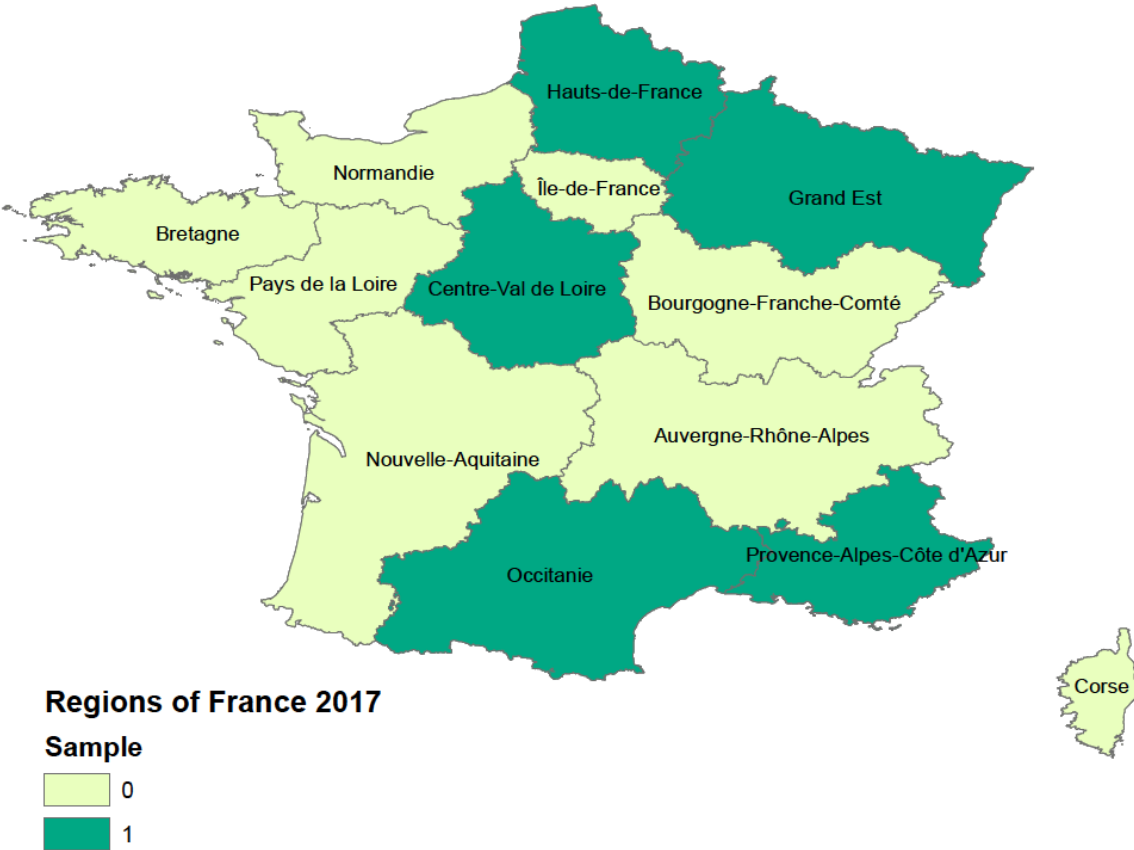 Hauts-de-France
Normandie
Île-de-France
Grand Est
Bretagne
Pays de la Loire
Centre-Val de Loire
Bourgogne-Franche-Comté
Auvergne-Rhône-Alpes
Nouvelle-Aquitaine
Provence-Alpes-Côte d'Azur
Occitanie
Corse
Regions of France 2017
Sample
0
1